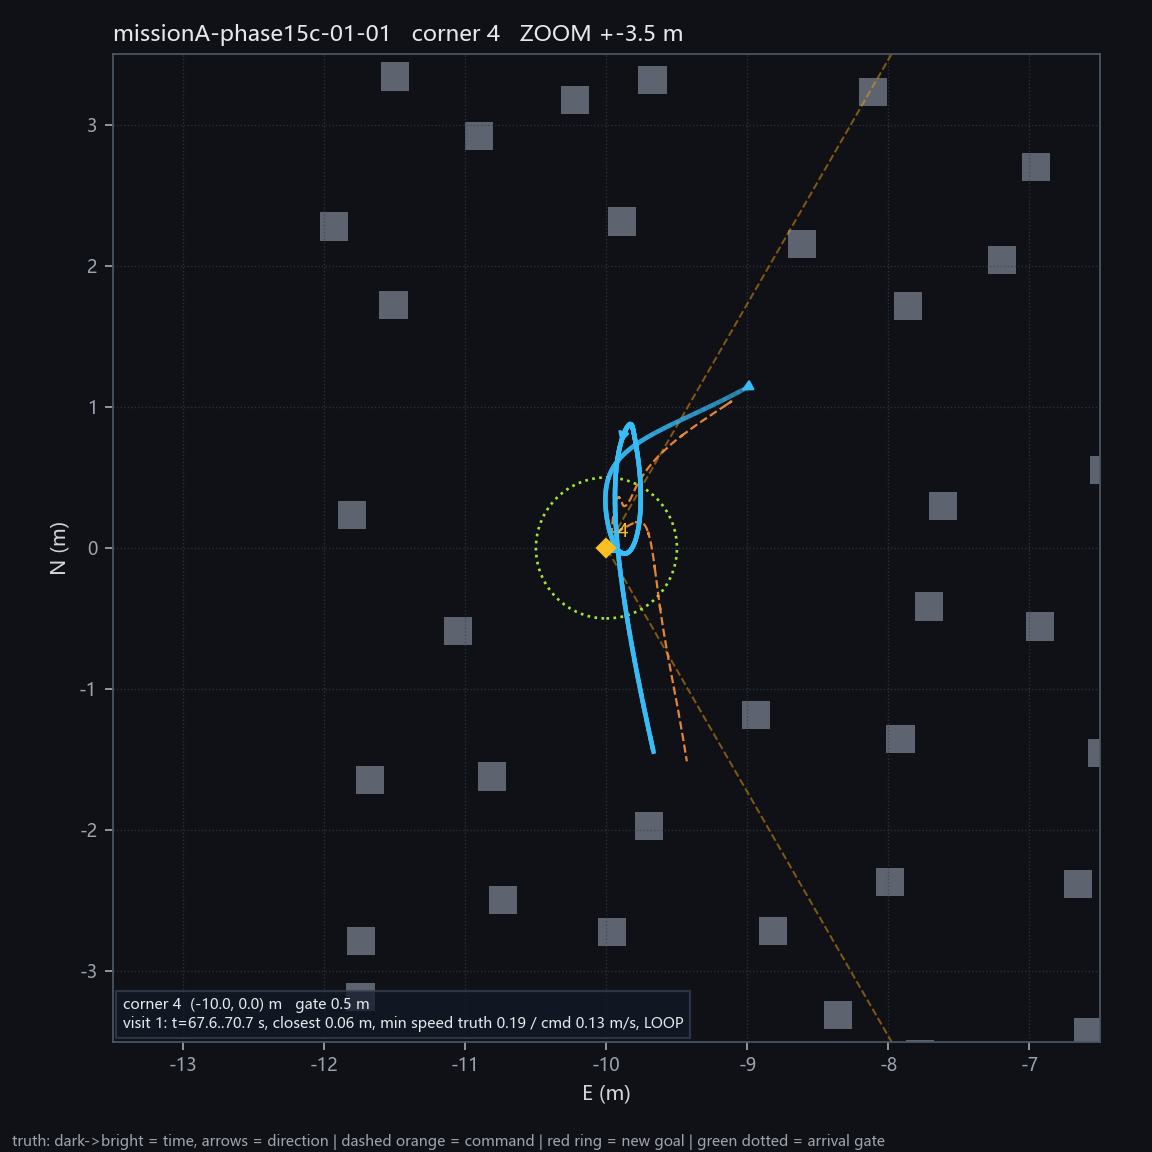 missionA-phase15c-01-01   corner 4   ZOOM +-3.5 m
N (m)
3
2
1
0
-1
-2
-3
4
corner 4  (-10.0, 0.0) m   gate 0.5 m
visit 1: t=67.6..70.7 s, closest 0.06 m, min speed truth 0.19 / cmd 0.13 m/s, LOOP
-13
-12
-11
-10
-9
-8
-7
E (m)
truth: dark->bright = time, arrows = direction | dashed orange = command | red ring = new goal | green dotted = arrival gate